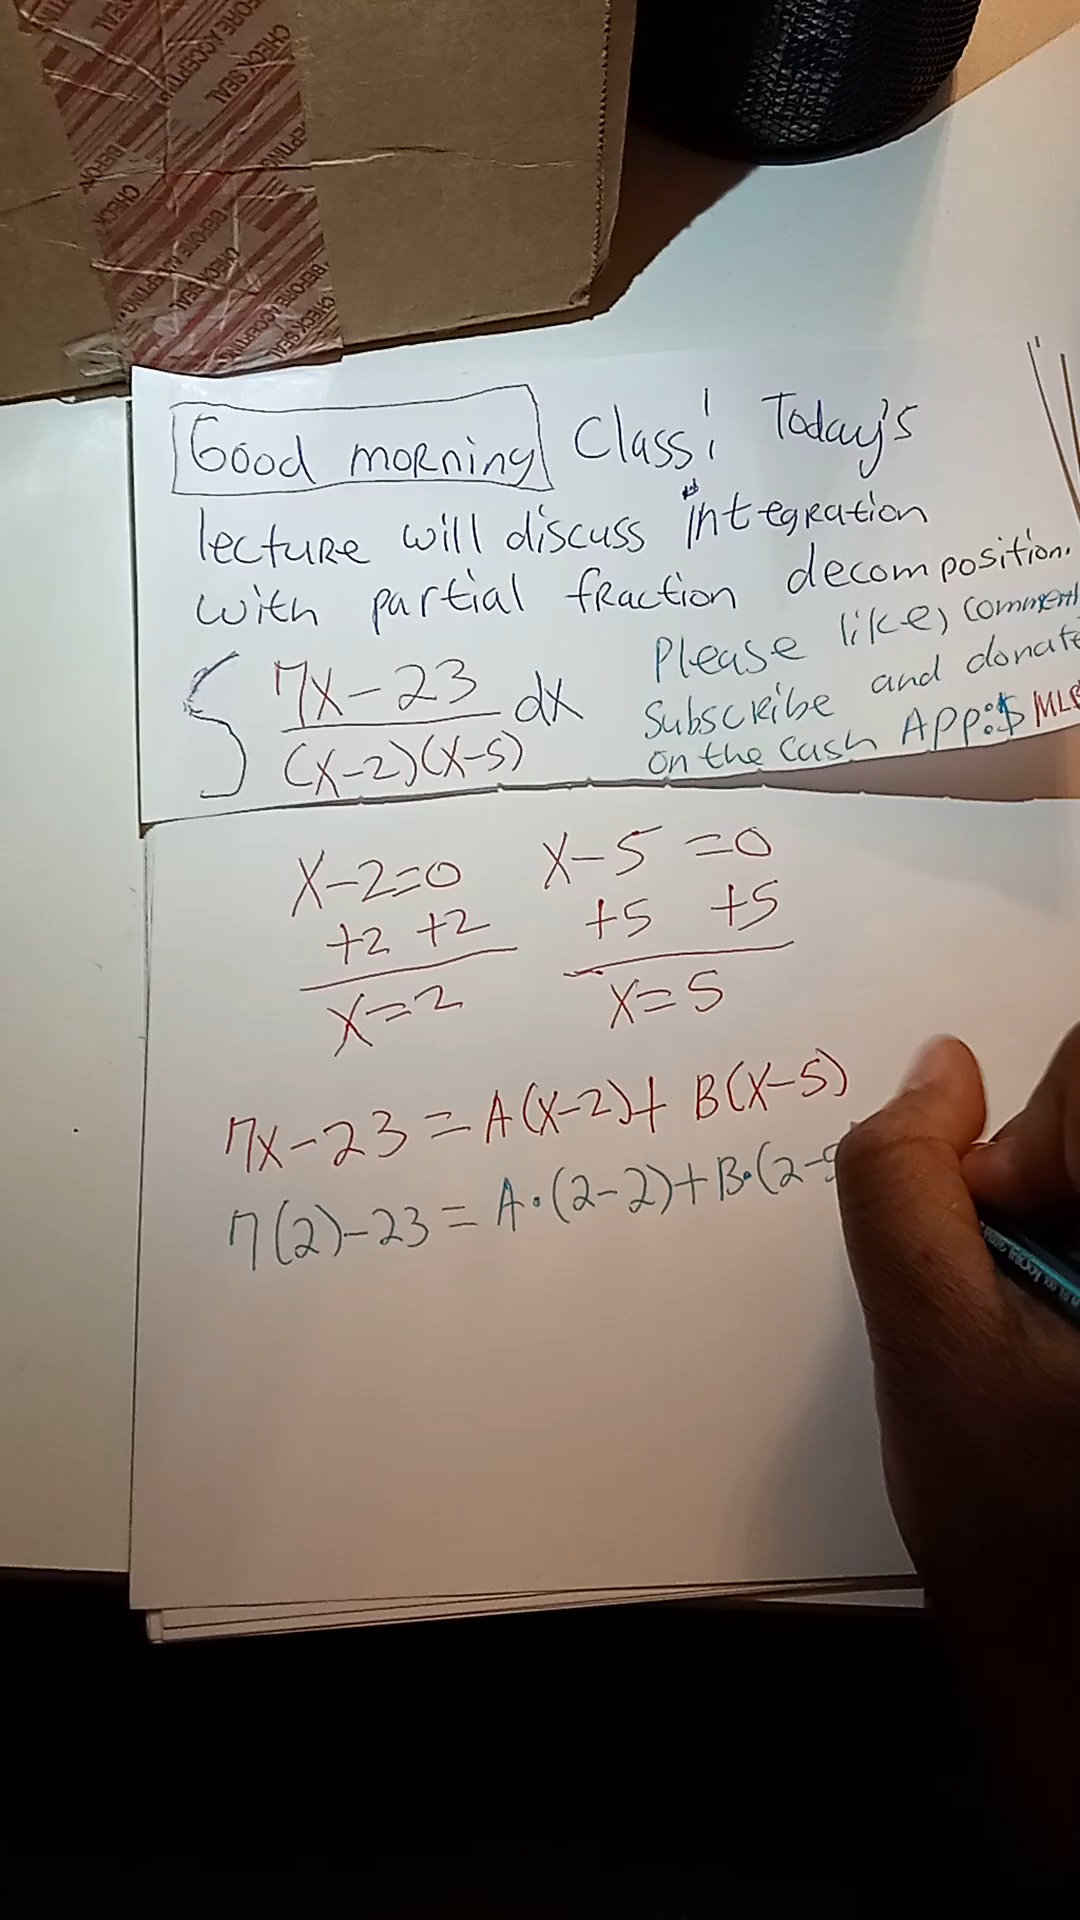 CHECK SEAL
BEFORE ACCEPTING
Good morning Class! Today's
lecture will discuss integration
with partial fraction decomposition.
Please like, comment
Subscribe and donate
on the Cash App:$ MLB
∫ 7x-23 dx
(x-2)(x-5)
x-2=0 x-5=0
+2 +2 +5 +5
x=2 x=5
7x-23=A(x-2)+B(x-5)
7(2)-23=A·(2-2)+B·(2-5